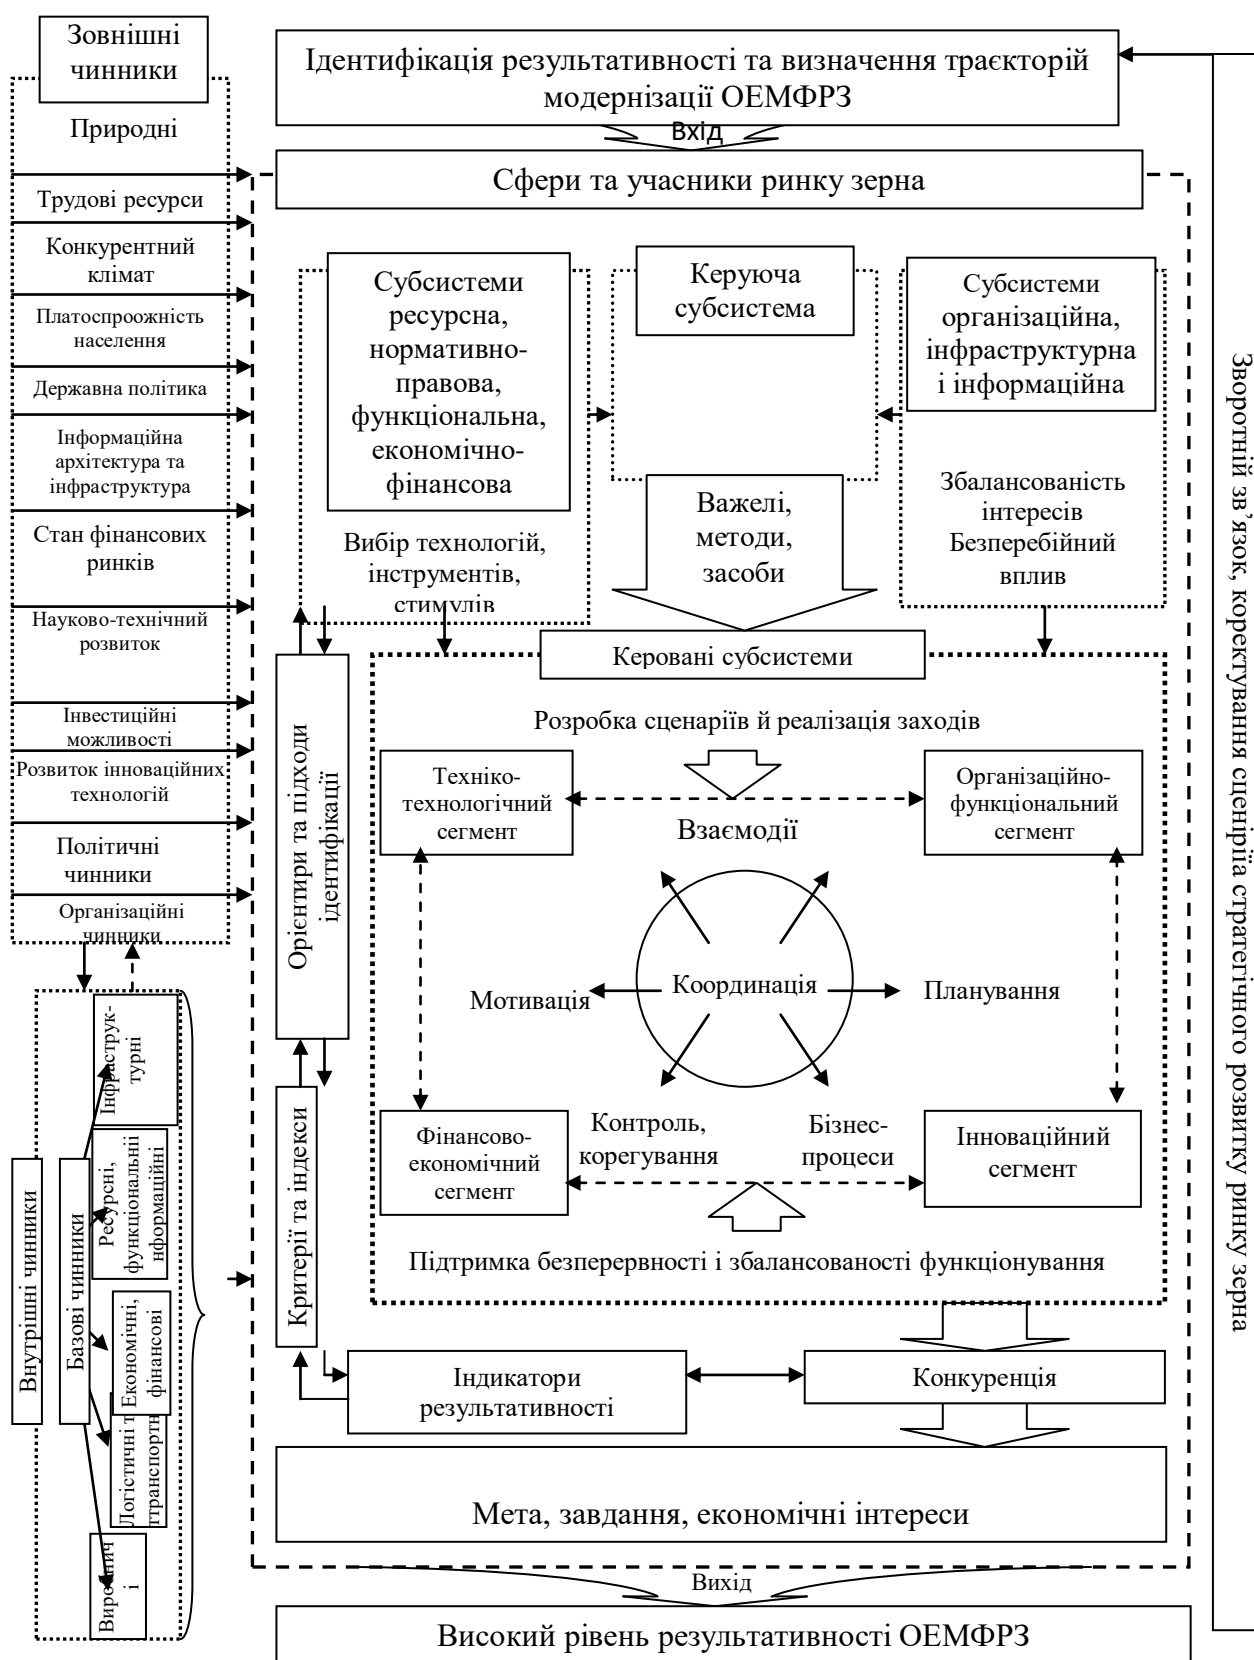 Зовнішні
чинники
Природні
Трудові ресурси
Конкурентний
клімат
Платоспроожність
населення
Державна політика
Інформаційна
архітектура та
інфраструктура
Стан фінансових
ринків
Науково-технічний
розвиток
Інвестиційні
можливості
Розвиток інноваційних
технологій
Політичні
чинники
Організаційні
чинники
Внутрішні чинники
Базові чинники
Інфраструк-
турні
Ресурсні,
функціональніі
нформаційні
Економічні,
фінансові
Логістичні т
Ідентифікація результативності та визначення траєкторій
модернізації ОЕМФРЗ
Вхід
Сфери та учасники ринку зерна
Субсистеми
ресурсна,
нормативно-
правова,
функціональна,
економічно-
фінансова
Вибір технологій,
інструментів,
стимулів
Керуюча
субсистема
Важелі,
методи,
засоби
Субсистеми
організаційна,
інфраструктурна
і інформаційна
Збалансованість
інтересів
Безперебійний
вплив
Орієнтири та підходи
ідентифікації
Критерії та індекси
Керовані субсистеми
Розробка сценаріїв й реалізація заходів
Техніко-
технологічний
сегмент
Організаційно-
функціональний
сегмент
Взаємодії
Мотивація
Координація
Планування
Фінансово-
економічний
сегмент
Контроль,
корегування
Бізнес-
процеси
Інноваційний
сегмент
Підтримка безперервності і збалансованості функціонування
Індикатори
результативності
Конкуренція
Мета, завдання, економічні інтереси
Вихід
Високий рівень результативності ОЕМФРЗ
Зворотній зв’язок, коректування сценіріїа стратегічного розвитку ринку зерна